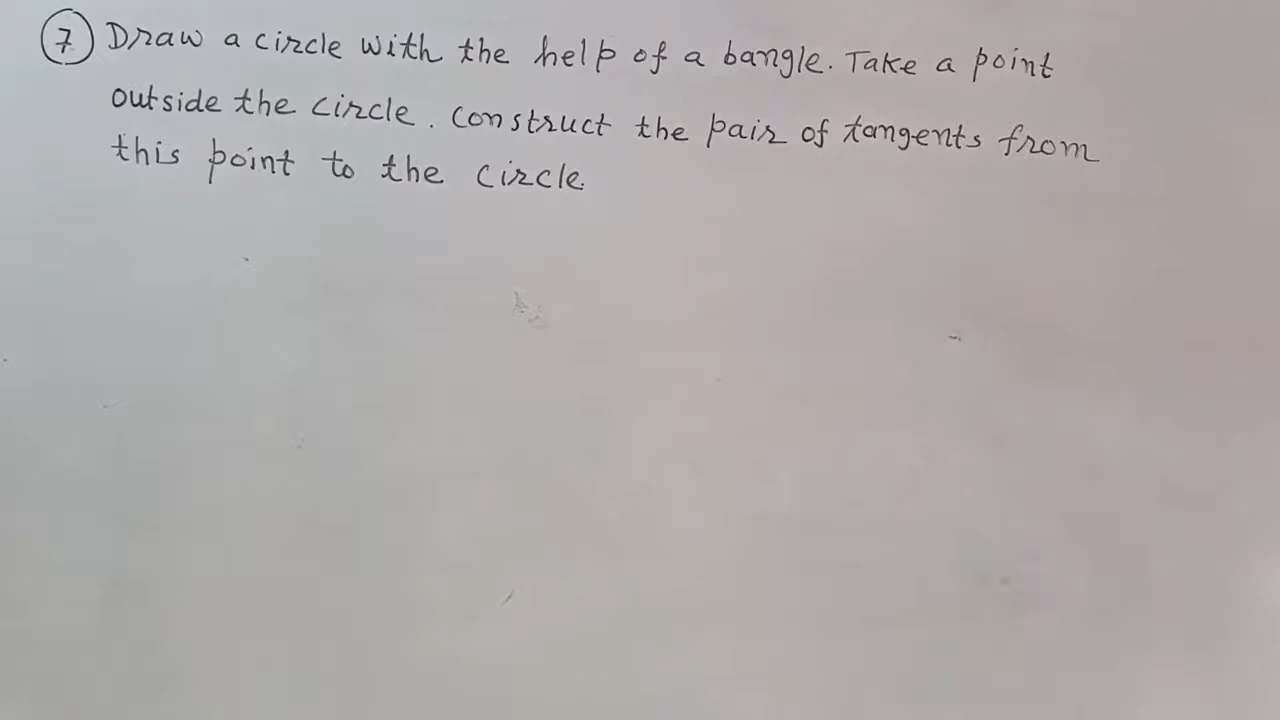 7 Draw a circle with the help of a bangle. Take a point
outside the circle. construct the pair of tangents from
this point to the circle.